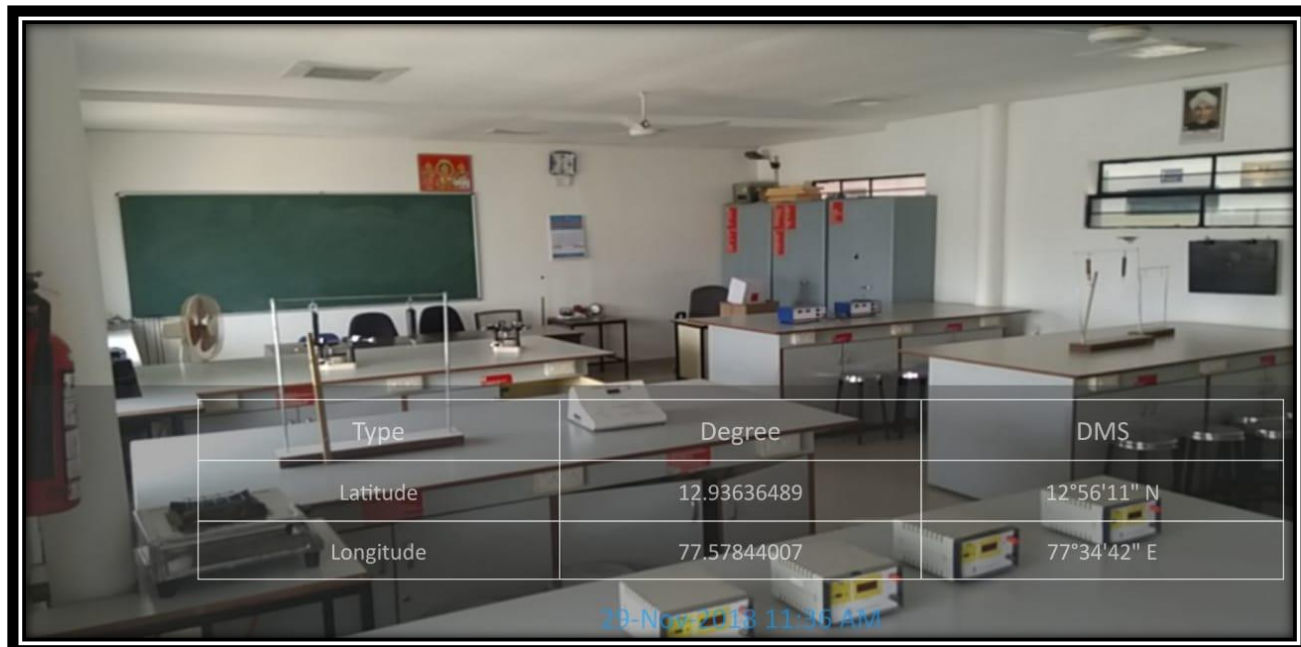 Type Degree DMS
Latitude 12.93636489 12°56'11" N
Longitude 77.57844007 77°34'42" E
29-Nov-2018 11:36 AM